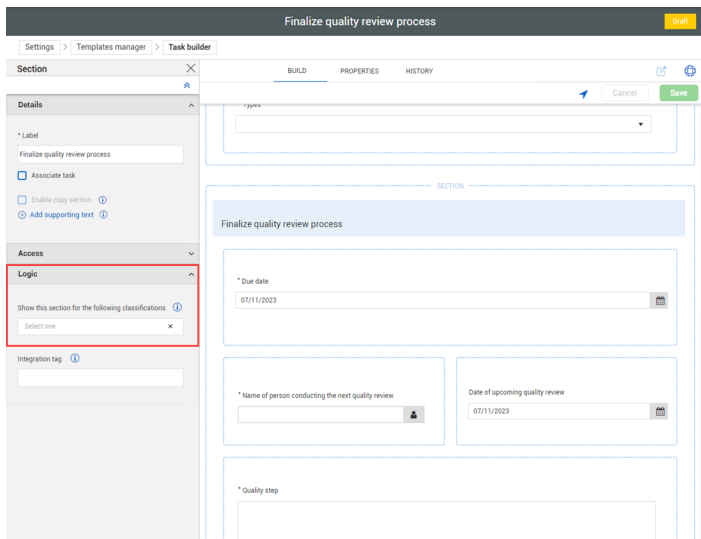 Finalize quality review process
Draft
Settings > Templates manager > Task builder
Section
BUILD PROPERTIES HISTORY
Cancel Save
Details
* Label
Finalize quality review process
Associate task
Enable copy section
Add supporting text
Access
Logic
Show this section for the following classifications
Select one
Integration tag
Types
SECTION
Finalize quality review process
* Due date
07/11/2023
* Name of person conducting the next quality review
Date of upcoming quality review
07/11/2023
* Quality step